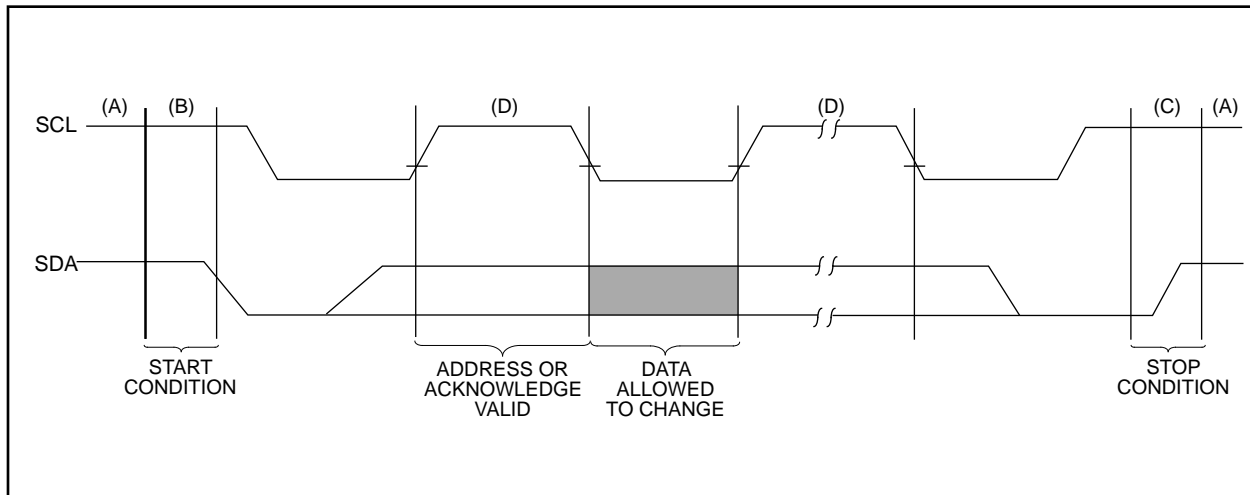 (A) (B) (D) (D) (C) (A)
SCL
SDA
START
CONDITION
ADDRESS OR
ACKNOWLEDGE
VALID
DATA
ALLOWED
TO CHANGE
STOP
CONDITION